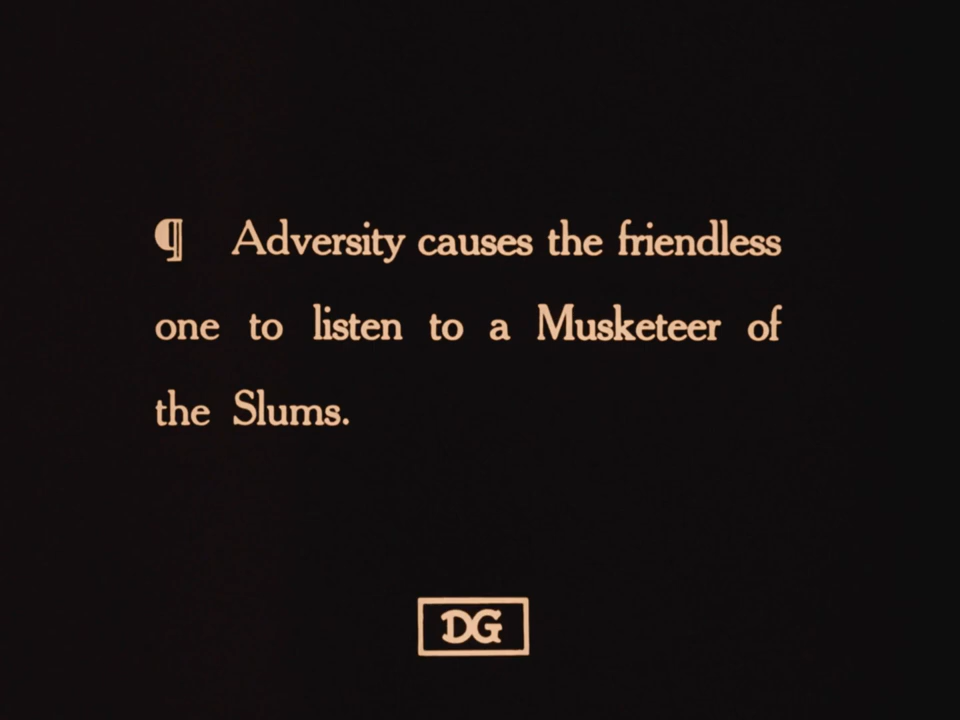 ¶ Adversity causes the friendless
one to listen to a Musketeer of
the Slums.
DG